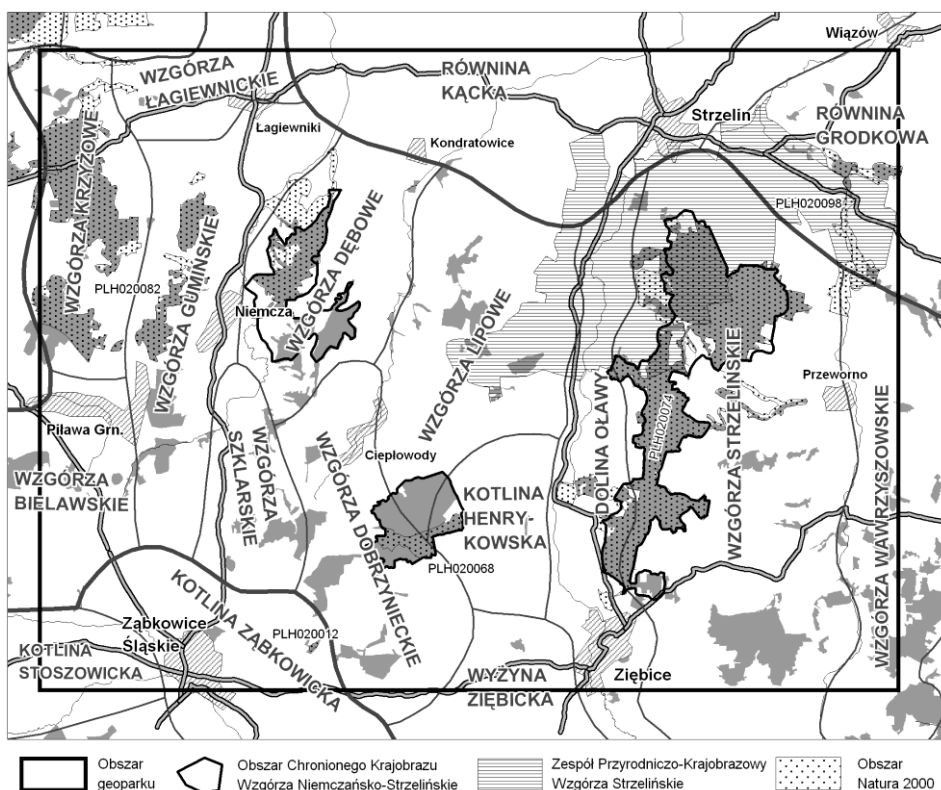 Wiązów
WZGÓRZA
ŁAGIEWNICKIE
RÓWNINA
KĄCKA
Strzelin
RÓWNINA
GRODKOWA
Łagiewniki
Kondratowice
WZGÓRZA KRZYŻOWE
WZGÓRZA GUMIŃSKIE
WZGÓRZA DĘBOWE
PLH020098
PLH020082
Niemcza
WZGÓRZA LIPOWE
Przeworno
DOLINA OŁAWY
PLH020074
WZGÓRZA STRZELIŃSKIE
WZGÓRZA WAWRZYSZOWSKIE
Piława Grn.
WZGÓRZA
SZKLARSKIE
Ciepłowody
WZGÓRZA
BIELAWSKIE
WZGÓRZA DOBRZYNIECKIE
KOTLINA
HENRY-
KOWSKA
PLH020068
KOTLINA ZĄBKOWICKA
PLH020012
Ząbkowice
Śląskie
KOTLINA
STOSZOWICKA
WYŻYNA
ZIĘBICKA
Ziębice
Obszar
geoparku
Obszar Chronionego Krajobrazu
Wzgórza Niemczańsko-Strzelińskie
Zespół Przyrodniczo-Krajobrazowy
Wzgórza Strzelińskie
Obszar
Natura 2000